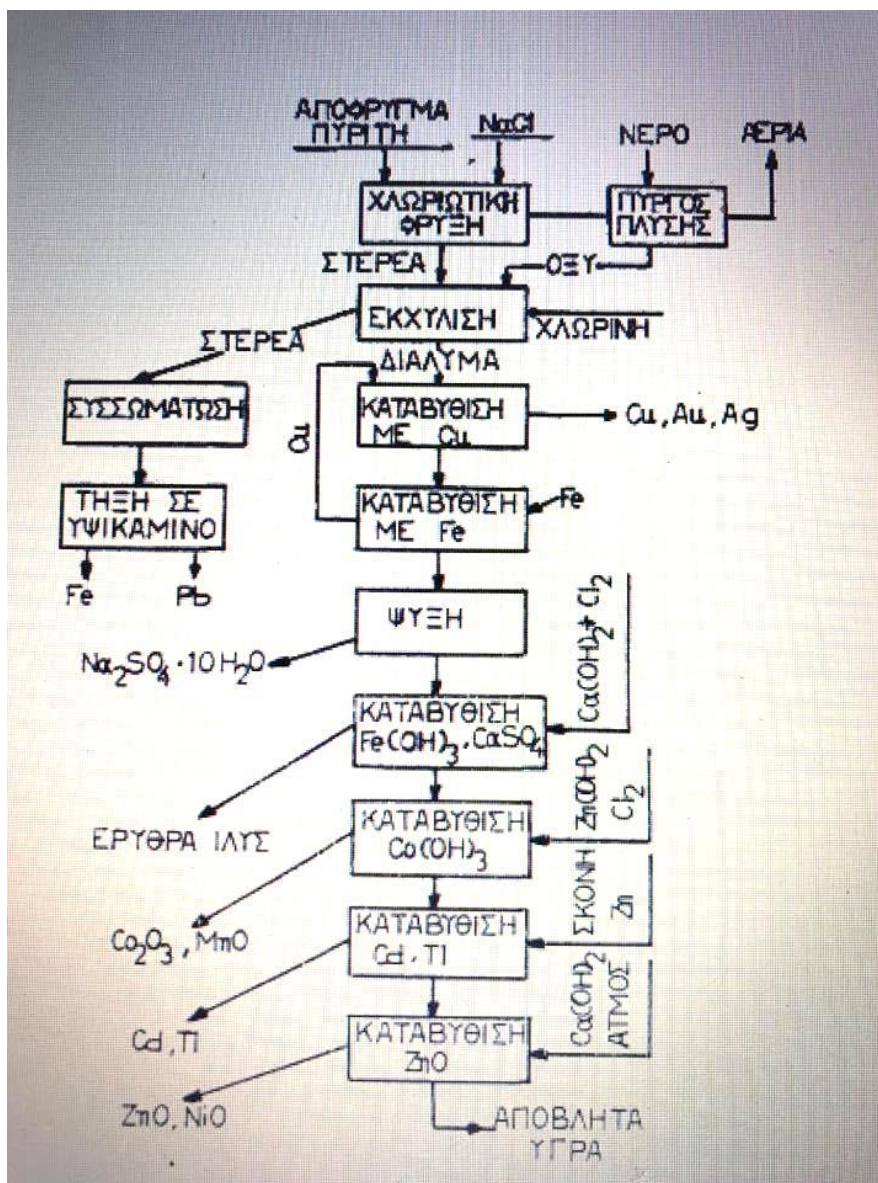 ΑΠΟΦΡΥΓΜΑ
ΠΥΡΙΤΗ
NaCl
ΝΕΡΟ
ΑΕΡΙΑ
ΧΛΩΡΙΩΤΙΚΗ
ΦΡΥΞΗ
ΠΥΡΓΟΣ
ΠΛΥΣΗΣ
ΣΤΕΡΕΑ
ΟΞΥ
ΕΚΧΥΛΙΣΗ
ΧΛΩΡΙΝΗ
ΣΤΕΡΕΑ
ΔΙΑΛΥΜΑ
ΣΥΣΣΩΜΑΤΩΣΗ
Cu
ΚΑΤΑΒΥΘΙΣΗ
ΜΕ Cu
Cu, Au, Ag
ΤΗΞΗ ΣΕ
ΥΨΙΚΑΜΙΝΟ
ΚΑΤΑΒΥΘΙΣΗ
ΜΕ Fe
Fe
Fe
Pb
ΨΥΞΗ
Na₂SO₄·10H₂O
Ca(OH)₂+Cl₂
ΚΑΤΑΒΥΘΙΣΗ
Fe(OH)₃·CaSO₄
ΕΡΥΘΡΑ ΙΛΥΣ
Zn(OH)₂
Cl₂
ΚΑΤΑΒΥΘΙΣΗ
Co(OH)₃
Co₂O₃, MnO
ΣΚΟΝΗ
Zn
ΚΑΤΑΒΥΘΙΣΗ
Cd·Tl
Cd, Tl
Ca(OH)₂
ΑΤΜΟΣ
ΚΑΤΑΒΥΘΙΣΗ
ZnO
ZnO, NiO
ΑΠΟΒΛΗΤΑ
ΥΓΡΑ